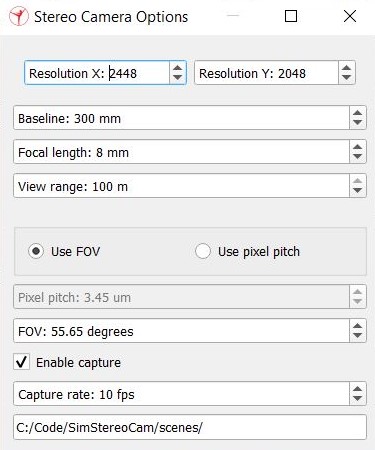 Stereo Camera Options
Resolution X: 2448 Resolution Y: 2048
Baseline: 300 mm
Focal length: 8 mm
View range: 100 m
Use FOV Use pixel pitch
Pixel pitch: 3.45 um
FOV: 55.65 degrees
Enable capture
Capture rate: 10 fps
C:/Code/SimStereoCam/scenes/